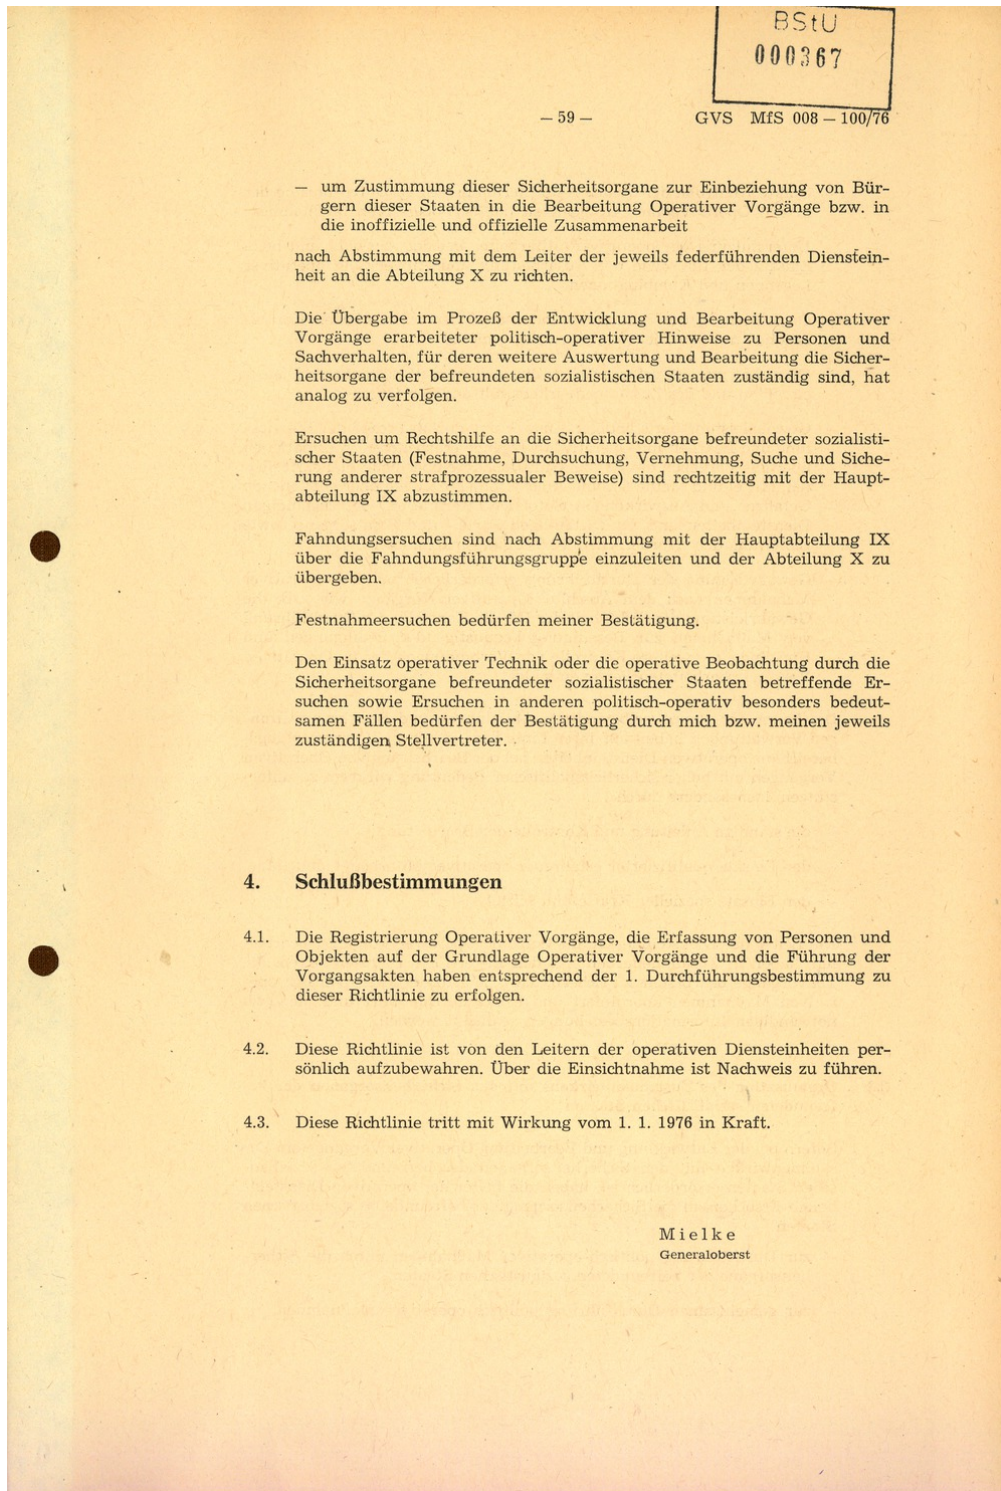 BStU
000367
— 59 —
GVS MfS 008 — 100/76
— um Zustimmung dieser Sicherheitsorgane zur Einbeziehung von Bür-
gern dieser Staaten in die Bearbeitung Operativer Vorgänge bzw. in
die inoffizielle und offizielle Zusammenarbeit
nach Abstimmung mit dem Leiter der jeweils federführenden Dienstein-
heit an die Abteilung X zu richten.
Die Übergabe im Prozeß der Entwicklung und Bearbeitung Operativer
Vorgänge erarbeiteter politisch-operativer Hinweise zu Personen und
Sachverhalten, für deren weitere Auswertung und Bearbeitung die Sicher-
heitsorgane der befreundeten sozialistischen Staaten zuständig sind, hat
analog zu verfolgen.
Ersuchen um Rechtshilfe an die Sicherheitsorgane befreundeter sozialisti-
scher Staaten (Festnahme, Durchsuchung, Vernehmung, Suche und Siche-
rung anderer strafprozessualer Beweise) sind rechtzeitig mit der Haupt-
abteilung IX abzustimmen.
Fahndungsersuchen sind nach Abstimmung mit der Hauptabteilung IX
über die Fahndungsführungsgruppe einzuleiten und der Abteilung X zu
übergeben.
Festnahmeersuchen bedürfen meiner Bestätigung.
Den Einsatz operativer Technik oder die operative Beobachtung durch die
Sicherheitsorgane befreundeter sozialistischer Staaten betreffende Er-
suchen sowie Ersuchen in anderen politisch-operativ besonders bedeut-
samen Fällen bedürfen der Bestätigung durch mich bzw. meinen jeweils
zuständigen Stellvertreter.
4. Schlußbestimmungen
4.1. Die Registrierung Operativer Vorgänge, die Erfassung von Personen und
Objekten auf der Grundlage Operativer Vorgänge und die Führung der
Vorgangsakten haben entsprechend der 1. Durchführungsbestimmung zu
dieser Richtlinie zu erfolgen.
4.2. Diese Richtlinie ist von den Leitern der operativen Diensteinheiten per-
sönlich aufzubewahren. Über die Einsichtnahme ist Nachweis zu führen.
4.3. Diese Richtlinie tritt mit Wirkung vom 1. 1. 1976 in Kraft.
Mielke
Generaloberst